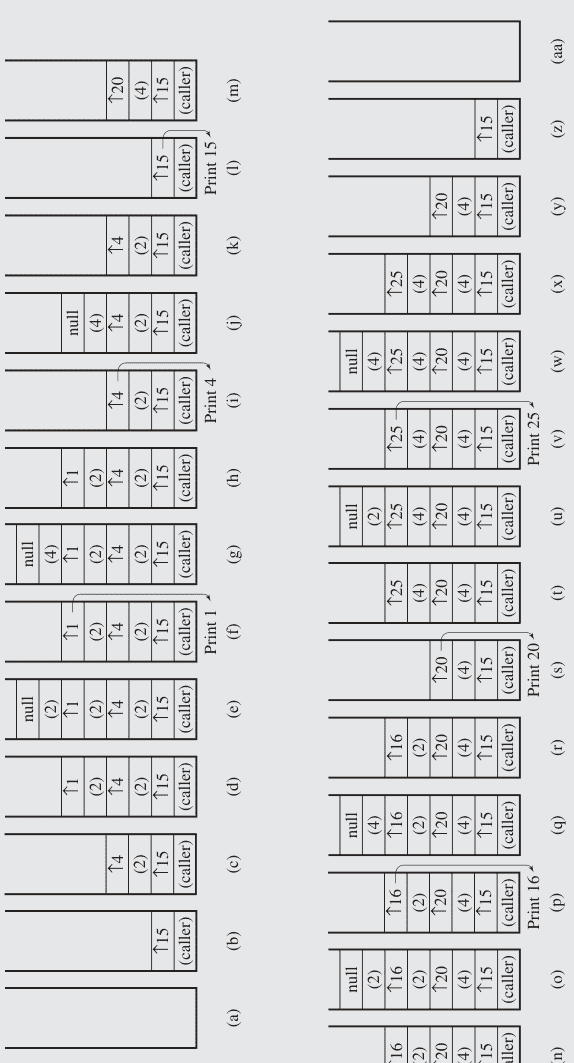 (a)
↑15
(caller)
(b)
↑4
(2)
↑15
(caller)
(c)
↑1
(2)
↑4
(2)
↑15
(caller)
(d)
null
(2)
↑1
(2)
↑4
(2)
↑15
(caller)
(e)
↑1
(2)
↑4
(2)
↑15
(caller)
Print 1
(f)
null
(4)
↑1
(2)
↑4
(2)
↑15
(caller)
(g)
↑1
(2)
↑4
(2)
↑15
(caller)
(h)
↑4
(2)
↑15
(caller)
Print 4
(i)
null
(4)
↑4
(2)
↑15
(caller)
(j)
↑4
(2)
↑15
(caller)
(k)
↑15
(caller)
Print 15
(l)
↑20
(4)
↑15
(caller)
(m)
16
(2)
20
(4)
15
ller)
n)
null
(2)
↑16
(2)
↑20
(4)
↑15
(caller)
(o)
↑16
(2)
↑20
(4)
↑15
(caller)
Print 16
(p)
null
(4)
↑16
(2)
↑20
(4)
↑15
(caller)
(q)
↑16
(2)
↑20
(4)
↑15
(caller)
(r)
↑20
(4)
↑15
(caller)
Print 20
(s)
↑25
(4)
↑20
(4)
↑15
(caller)
(t)
null
(2)
↑25
(4)
↑20
(4)
↑15
(caller)
(u)
↑25
(4)
↑20
(4)
↑15
(caller)
Print 25
(v)
null
(4)
↑25
(4)
↑20
(4)
↑15
(caller)
(w)
↑25
(4)
↑20
(4)
↑15
(caller)
(x)
↑20
(4)
↑15
(caller)
(y)
↑15
(caller)
(z)
(aa)